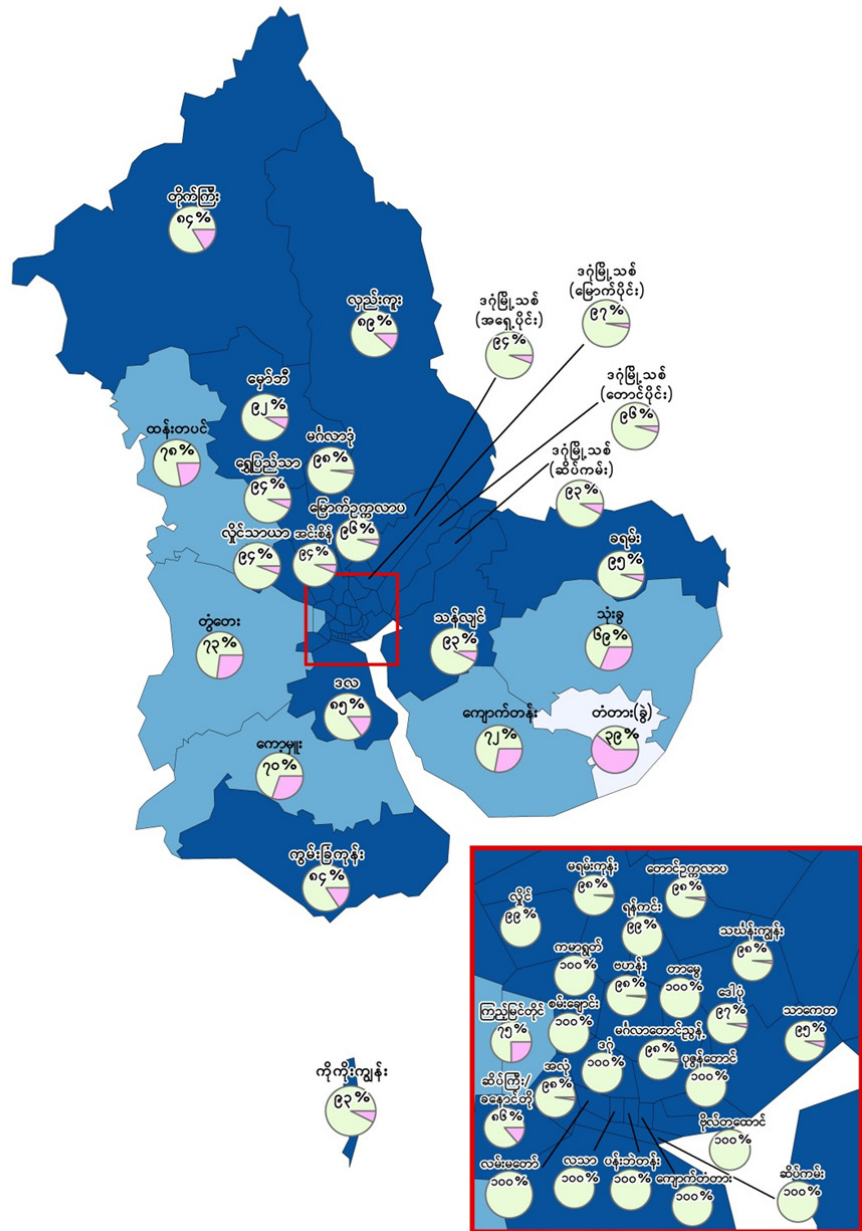 တိုက်ကြီး
၈၄%
လှည်းကူး
၈၉%
ဒဂုံမြို့သစ်
(အရှေ့ပိုင်း)
၉၄%
ဒဂုံမြို့သစ်
(မြောက်ပိုင်း)
၉၇%
ဒဂုံမြို့သစ်
(တောင်ပိုင်း)
၉၆%
ဒဂုံမြို့သစ်
(ဆိပ်ကမ်း)
၉၃%
မှော်ဘီ
၉၂%
ထန်းတပင်
၇၈%
မင်္ဂလာဒုံ
၉၈%
ရွှေပြည်သာ
၉၄%
မြောက်ဥက္ကလာပ
၉၆%
လှိုင်သာယာ
၉၄%
အင်းစိန်
၉၄%
ခရမ်း
၉၅%
သုံးခွ
၆၉%
သန်လျင်
၉၃%
တွံတေး
၇၃%
ဒလ
၈၅%
ကျောက်တန်း
၇၂%
တံတား(ခွဲ)
၃၉%
ကော့မှူး
၇၀%
ကွမ်းခြံကုန်း
၈၄%
ကိုကိုးကျွန်း
၉၃%
မရမ်းကုန်း
၉၈%
တောင်ဥက္ကလာပ
၉၈%
လှိုင်
၉၉%
ရန်ကင်း
၉၉%
သင်္ဃန်းကျွန်း
၉၈%
ကမာရွတ်
၁၀၀%
ဗဟန်း
၉၈%
တာမွေ
၁၀၀%
ဒေါပုံ
၉၇%
သာကေတ
၉၅%
ကြည့်မြင်တိုင်
၇၅%
စမ်းချောင်း
၁၀၀%
မင်္ဂလာတောင်ညွန့်
၉၈%
ဒဂုံ
၁၀၀%
ပုဇွန်တောင်
၁၀၀%
ဆိပ်ကြီး/
ခနောင်တို
၈၆%
အလုံ
၉၈%
ဗိုလ်တထောင်
၁၀၀%
လမ်းမတော်
၁၀၀%
လသာ
၁၀၀%
ပန်းဘဲတန်း
၁၀၀%
ကျောက်တံတား
၁၀၀%
ဆိပ်ကမ်း
၁၀၀%